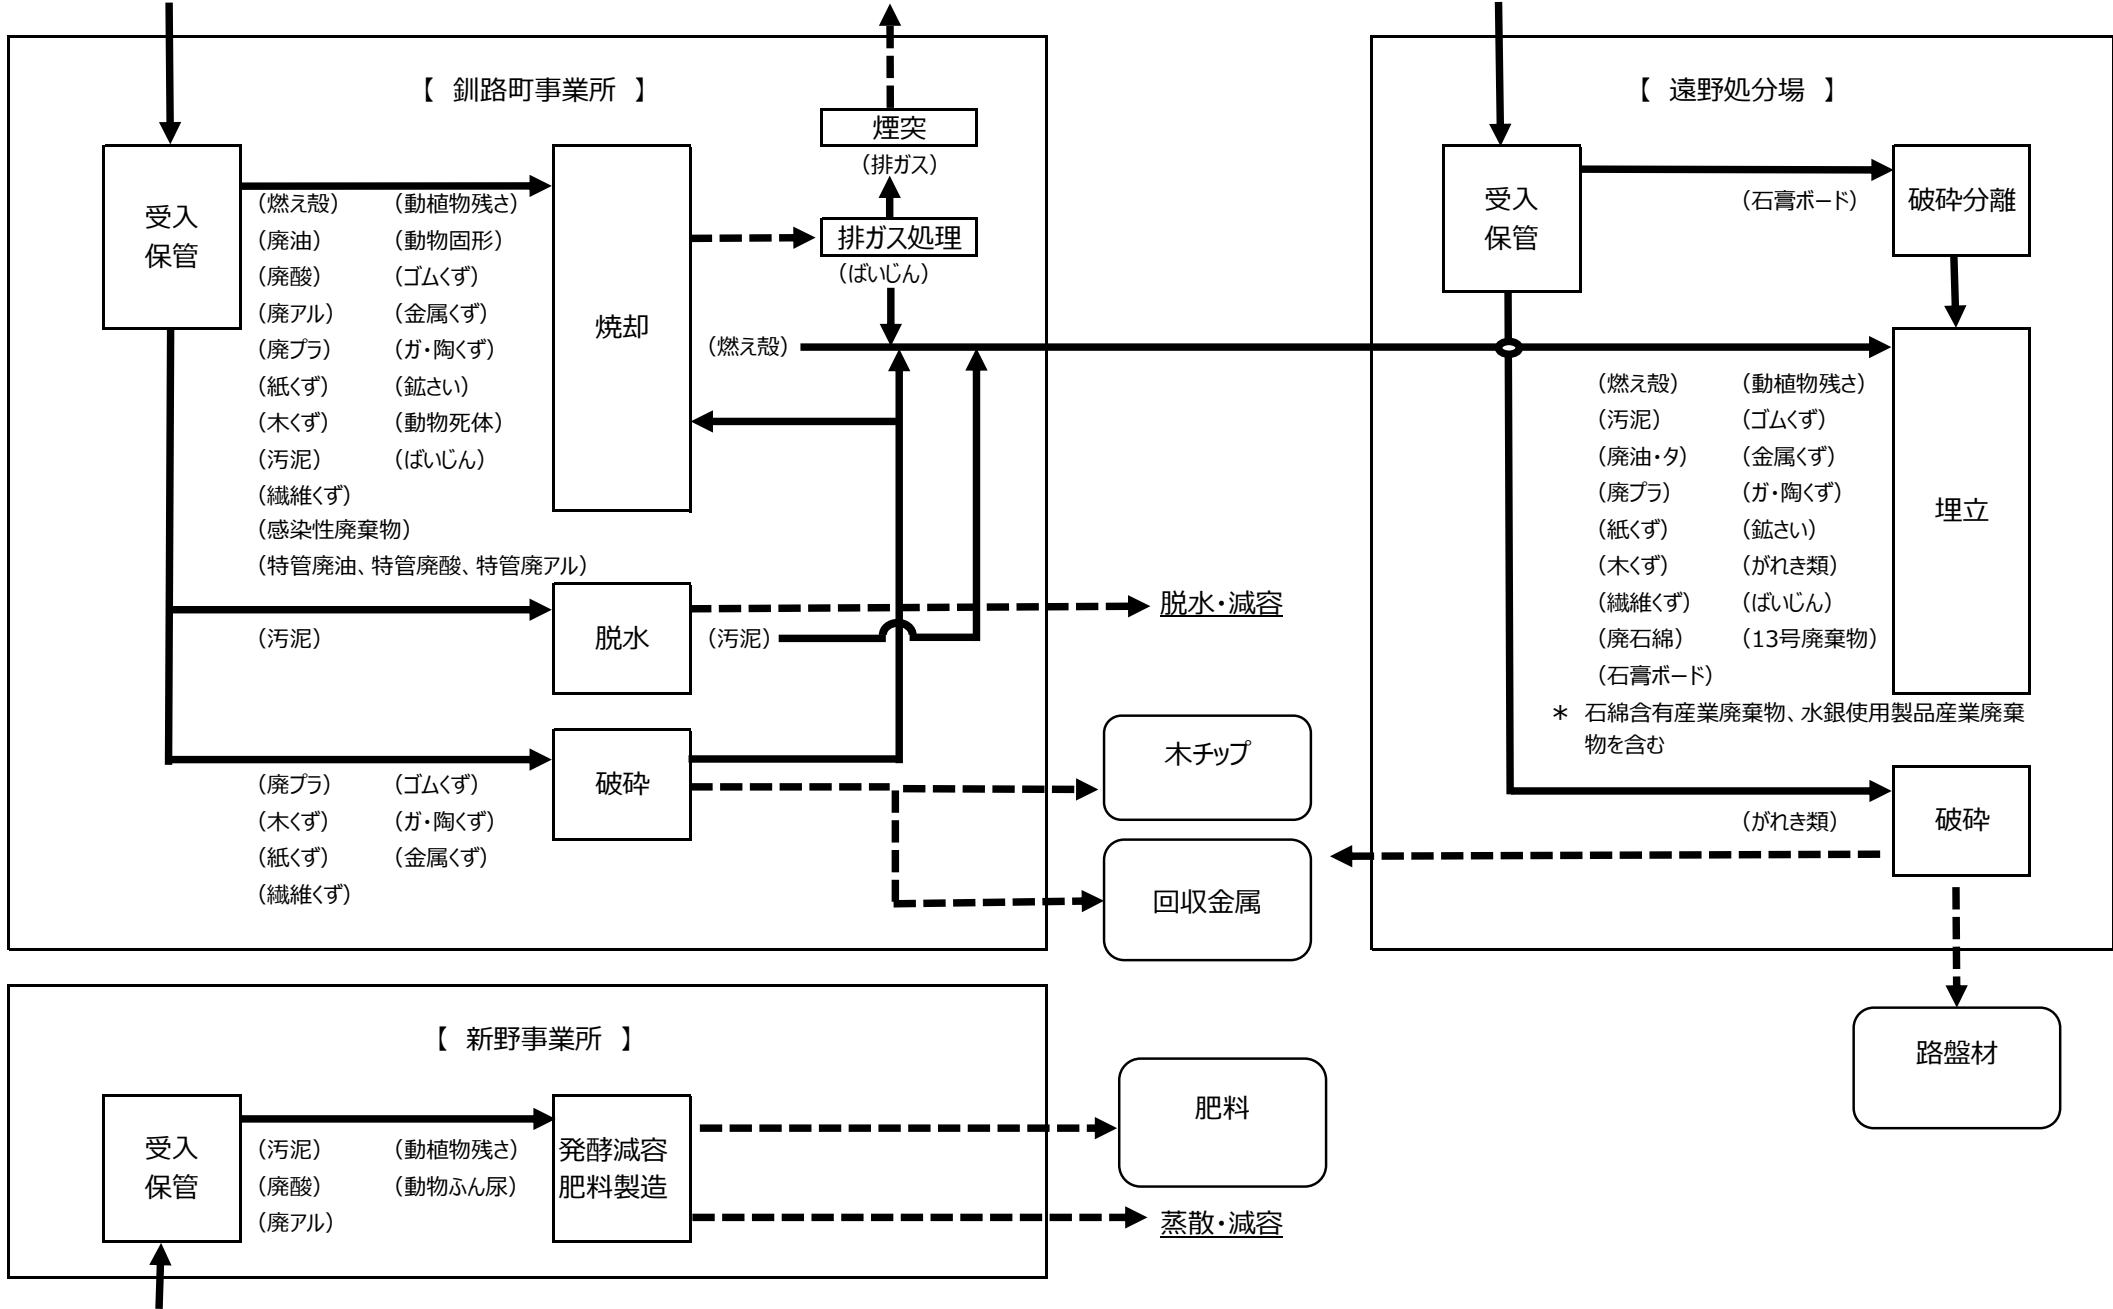 【 釧路町事業所 】
煙突
（排ガス）
排ガス処理
（ばいじん）
受入
保管
（燃え殻） （動植物残さ）
（廃油） （動物固形）
（廃酸） （ゴムくず）
（廃アル） （金属くず）
（廃プラ） （ガ・陶くず）
（紙くず） （鉱さい）
（木くず） （動物死体）
（汚泥） （ばいじん）
（繊維くず）
（感染性廃棄物）
（特管廃油、特管廃酸、特管廃アル）
焼却
（燃え殻）
（汚泥）
脱水
（汚泥）
脱水・減容
（廃プラ） （ゴムくず）
（木くず） （ガ・陶くず）
（紙くず） （金属くず）
（繊維くず）
破砕
木チップ
回収金属
【 遠野処分場 】
受入
保管
（石膏ボード）
破砕分離
（燃え殻） （動植物残さ）
（汚泥） （ゴムくず）
（廃油・タ） （金属くず）
（廃プラ） （ガ・陶くず）
（紙くず） （鉱さい）
（木くず） （がれき類）
（繊維くず） （ばいじん）
（廃石綿） （13号廃棄物）
（石膏ボード）
＊ 石綿含有産業廃棄物、水銀使用製品産業廃棄
物を含む
埋立
（がれき類）
破砕
路盤材
【 新野事業所 】
受入
保管
（汚泥） （動植物残さ）
（廃酸） （動物ふん尿）
（廃アル）
発酵減容
肥料製造
肥料
蒸散・減容